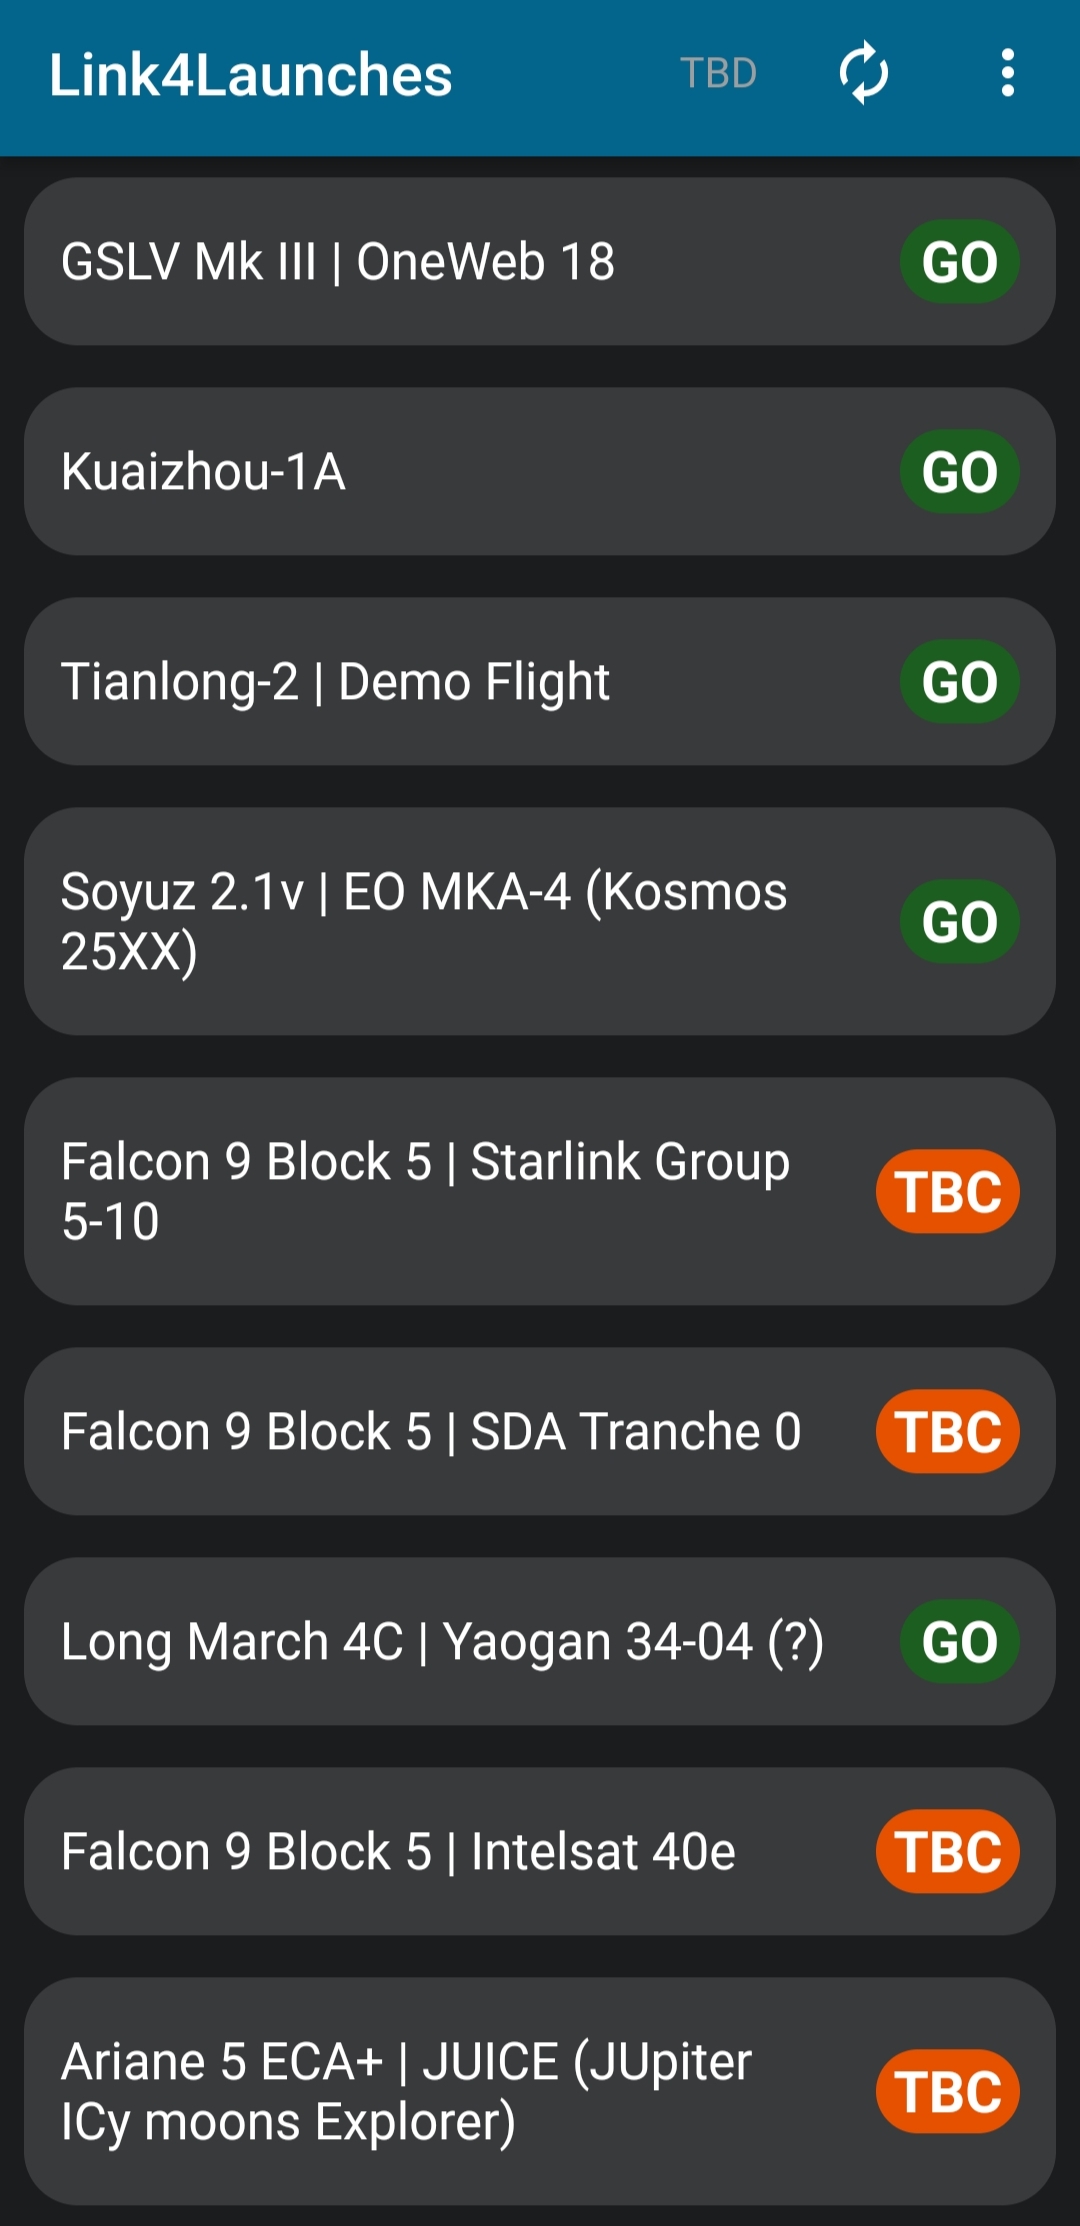 Link4Launches TBD
GSLV Mk III | OneWeb 18 GO
Kuaizhou-1A GO
Tianlong-2 | Demo Flight GO
Soyuz 2.1v | EO MKA-4 (Kosmos
25XX)
GO
Falcon 9 Block 5 | Starlink Group
5-10
TBC
Falcon 9 Block 5 | SDA Tranche 0 TBC
Long March 4C | Yaogan 34-04 (?) GO
Falcon 9 Block 5 | Intelsat 40e TBC
Ariane 5 ECA+ | JUICE (JUpiter
ICy moons Explorer)
TBC